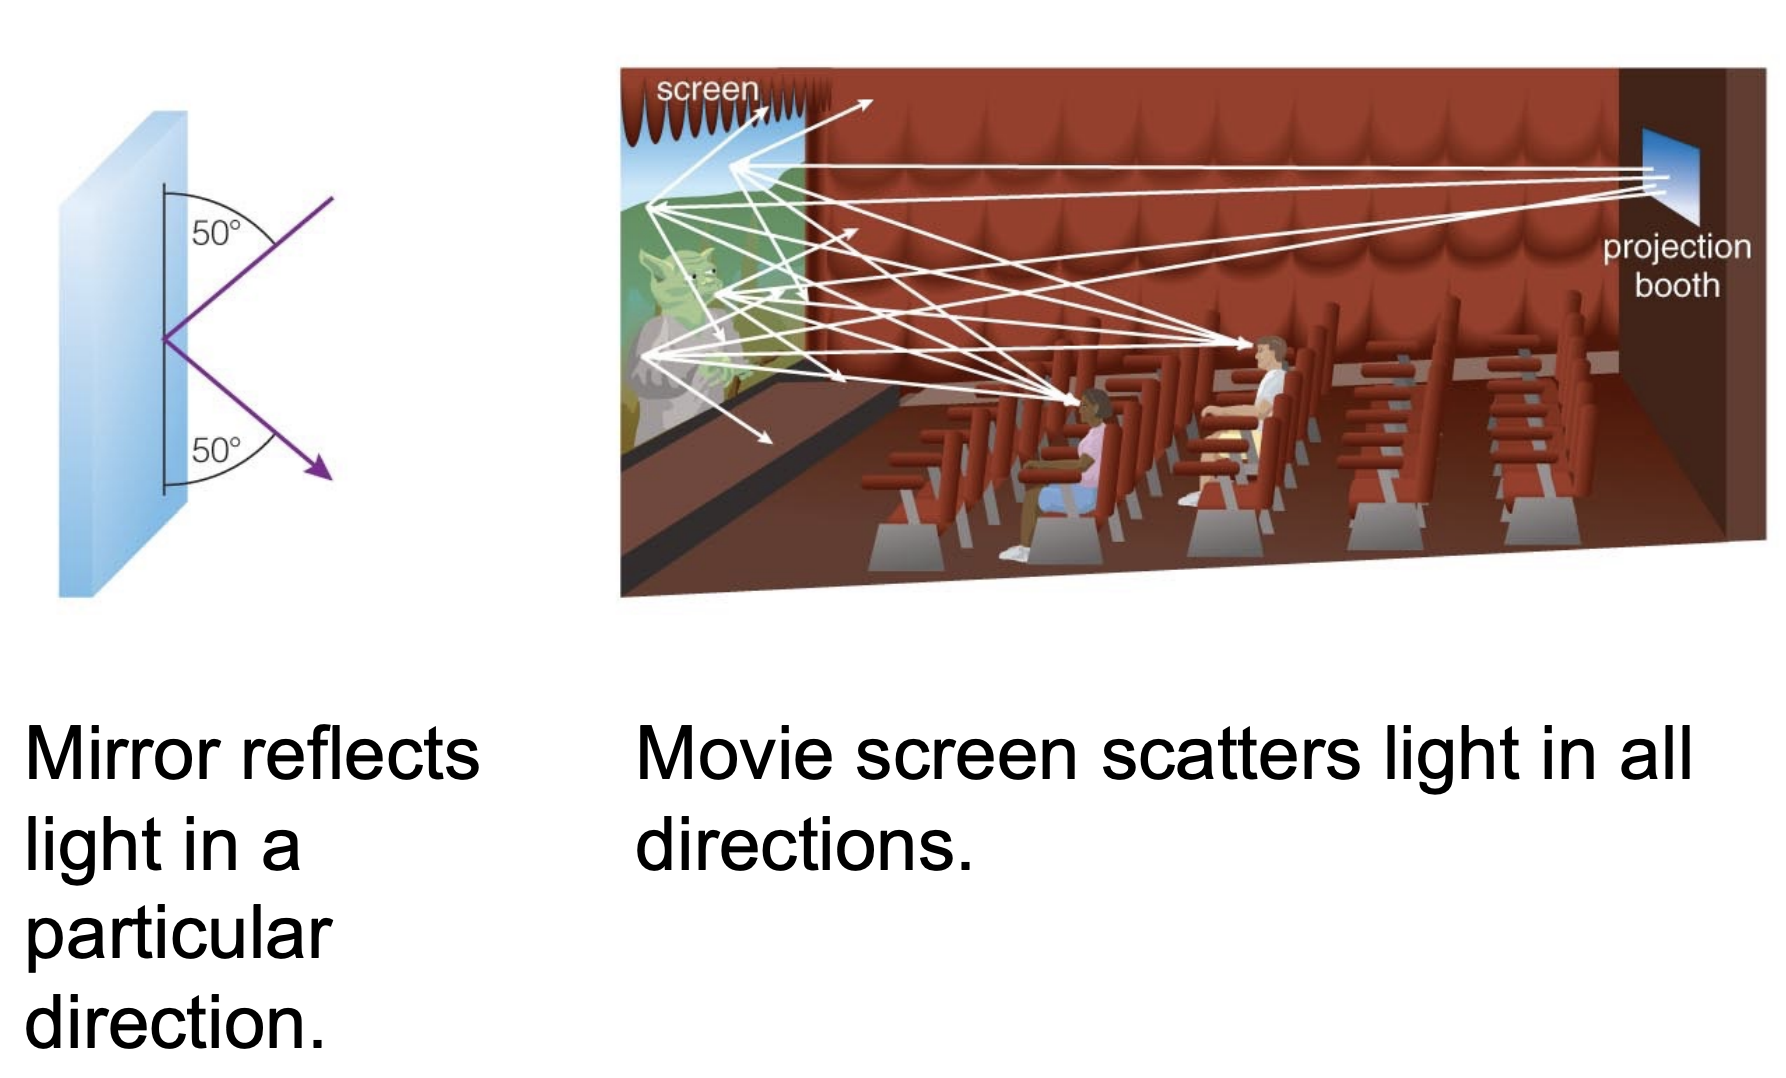 50°
50°
screen
projection
booth
Mirror reflects
light in a
particular
direction.
Movie screen scatters light in all
directions.